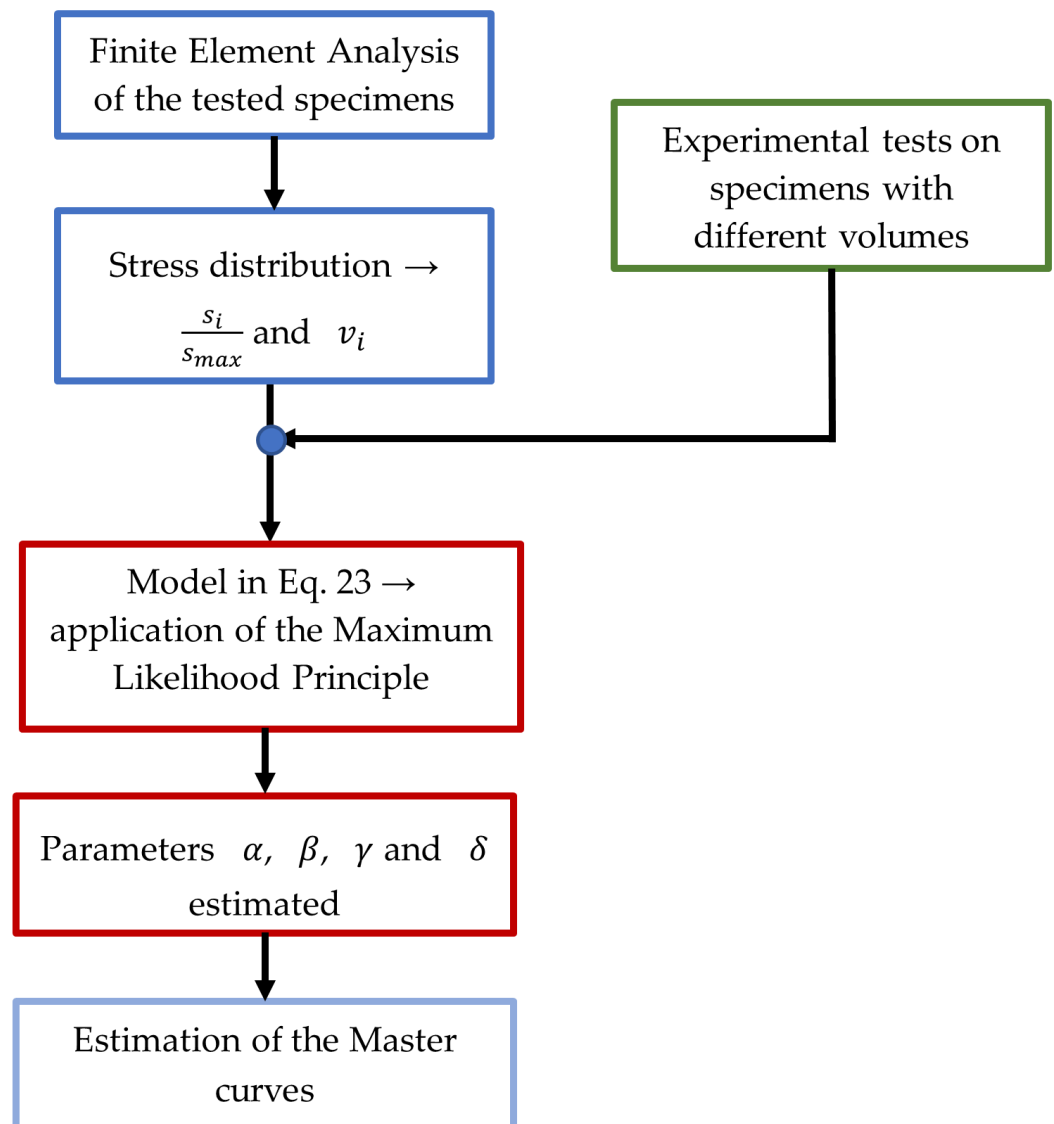 Finite Element Analysis
of the tested specimens
Experimental tests on
specimens with
different volumes
Stress distribution →
s_i/s_max and v_i
Model in Eq. 23 →
application of the Maximum
Likelihood Principle
Parameters α, β, γ and δ
estimated
Estimation of the Master
curves